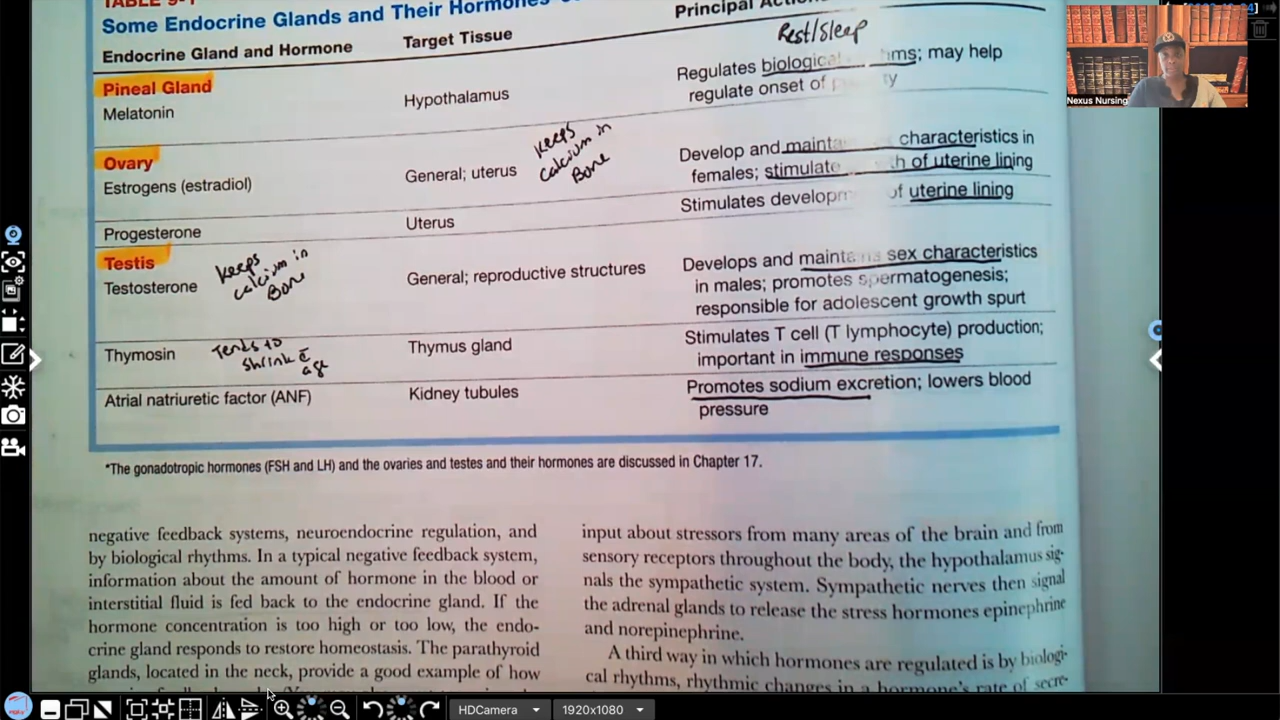 Some Endocrine Glands and Their Hormones
Endocrine Gland and Hormone
Target Tissue
Principal
Rest/Sleep
Pineal Gland
Melatonin
Hypothalamus
Regulates biological; may help
regulate onset of
Ovary
Estrogens (estradiol)
General; uterus
keeps
calcium in
Bone
Develop and characteristics in
females; stimulate of uterine lining
Progesterone
Uterus
Stimulates of uterine lining
Testis
Testosterone
keeps
calcium in
Bone
General; reproductive structures
Develops and sex characteristics
in males; promotes spermatogenesis;
responsible for adolescent growth spurt
Thymosin
Tends to
shrink c̄
age
Thymus gland
Stimulates T cell (T lymphocyte) production;
important in immune responses
Atrial natriuretic factor (ANF)
Kidney tubules
Promotes sodium excretion; lowers blood
pressure
*The gonadotropic hormones (FSH and LH) and the ovaries and testes and their hormones are discussed in Chapter 17.
negative feedback systems, neuroendocrine regulation, and
by biological rhythms. In a typical negative feedback system,
information about the amount of hormone in the blood or
interstitial fluid is fed back to the endocrine gland. If the
hormone concentration is too high or too low, the endo-
crine gland responds to restore homeostasis. The parathyroid
glands, located in the neck, provide a good example of how
input about stressors from many areas of the brain and from
sensory receptors throughout the body, the hypothalamus sig-
nals the sympathetic system. Sympathetic nerves then signal
the adrenal glands to release the stress hormones epinephrine
and norepinephrine.
A third way in which hormones are regulated is by biologi-
cal rhythms, rhythmic changes in a hormone's rate of secre-
Nexus Nursing
HDCamera
1920x1080